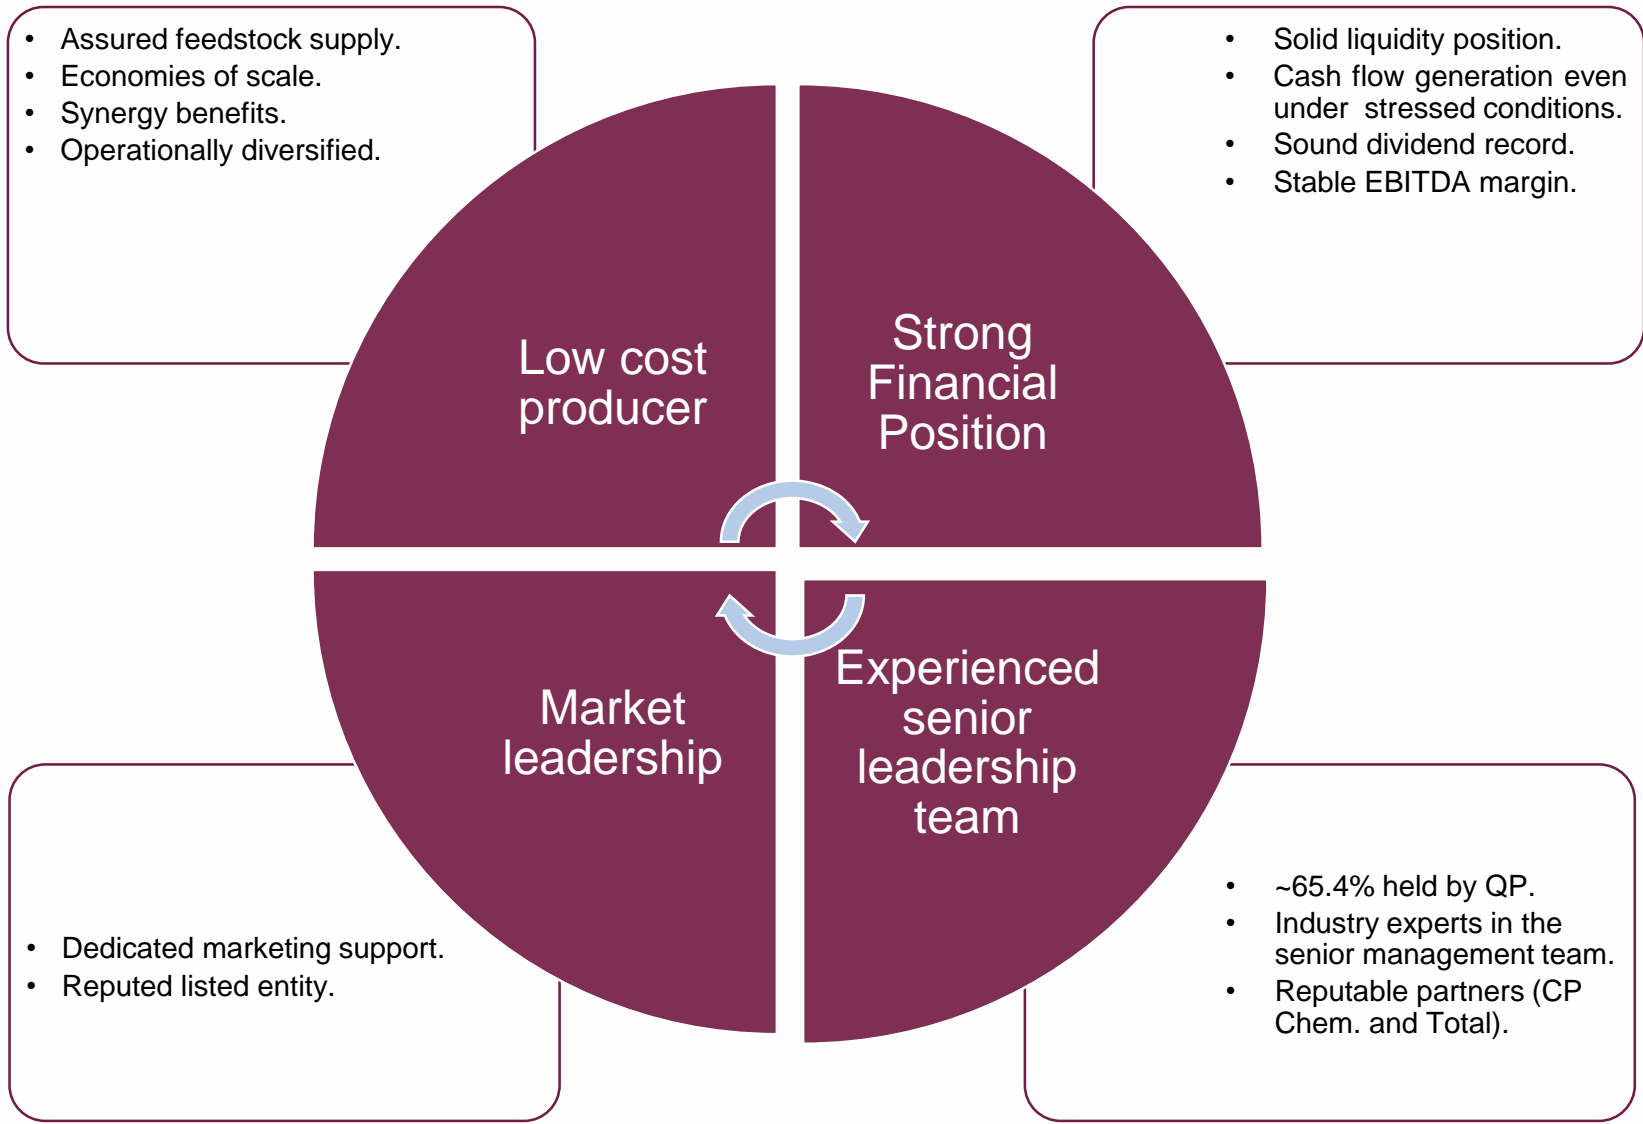 • Assured feedstock supply.
• Economies of scale.
• Synergy benefits.
• Operationally diversified.
• Solid liquidity position.
• Cash flow generation even
under stressed conditions.
• Sound dividend record.
• Stable EBITDA margin.
Low cost
producer
Strong
Financial
Position
Market
leadership
Experienced
senior
leadership
team
• Dedicated marketing support.
• Reputed listed entity.
• ~65.4% held by QP.
• Industry experts in the
senior management team.
• Reputable partners (CP
Chem. and Total).